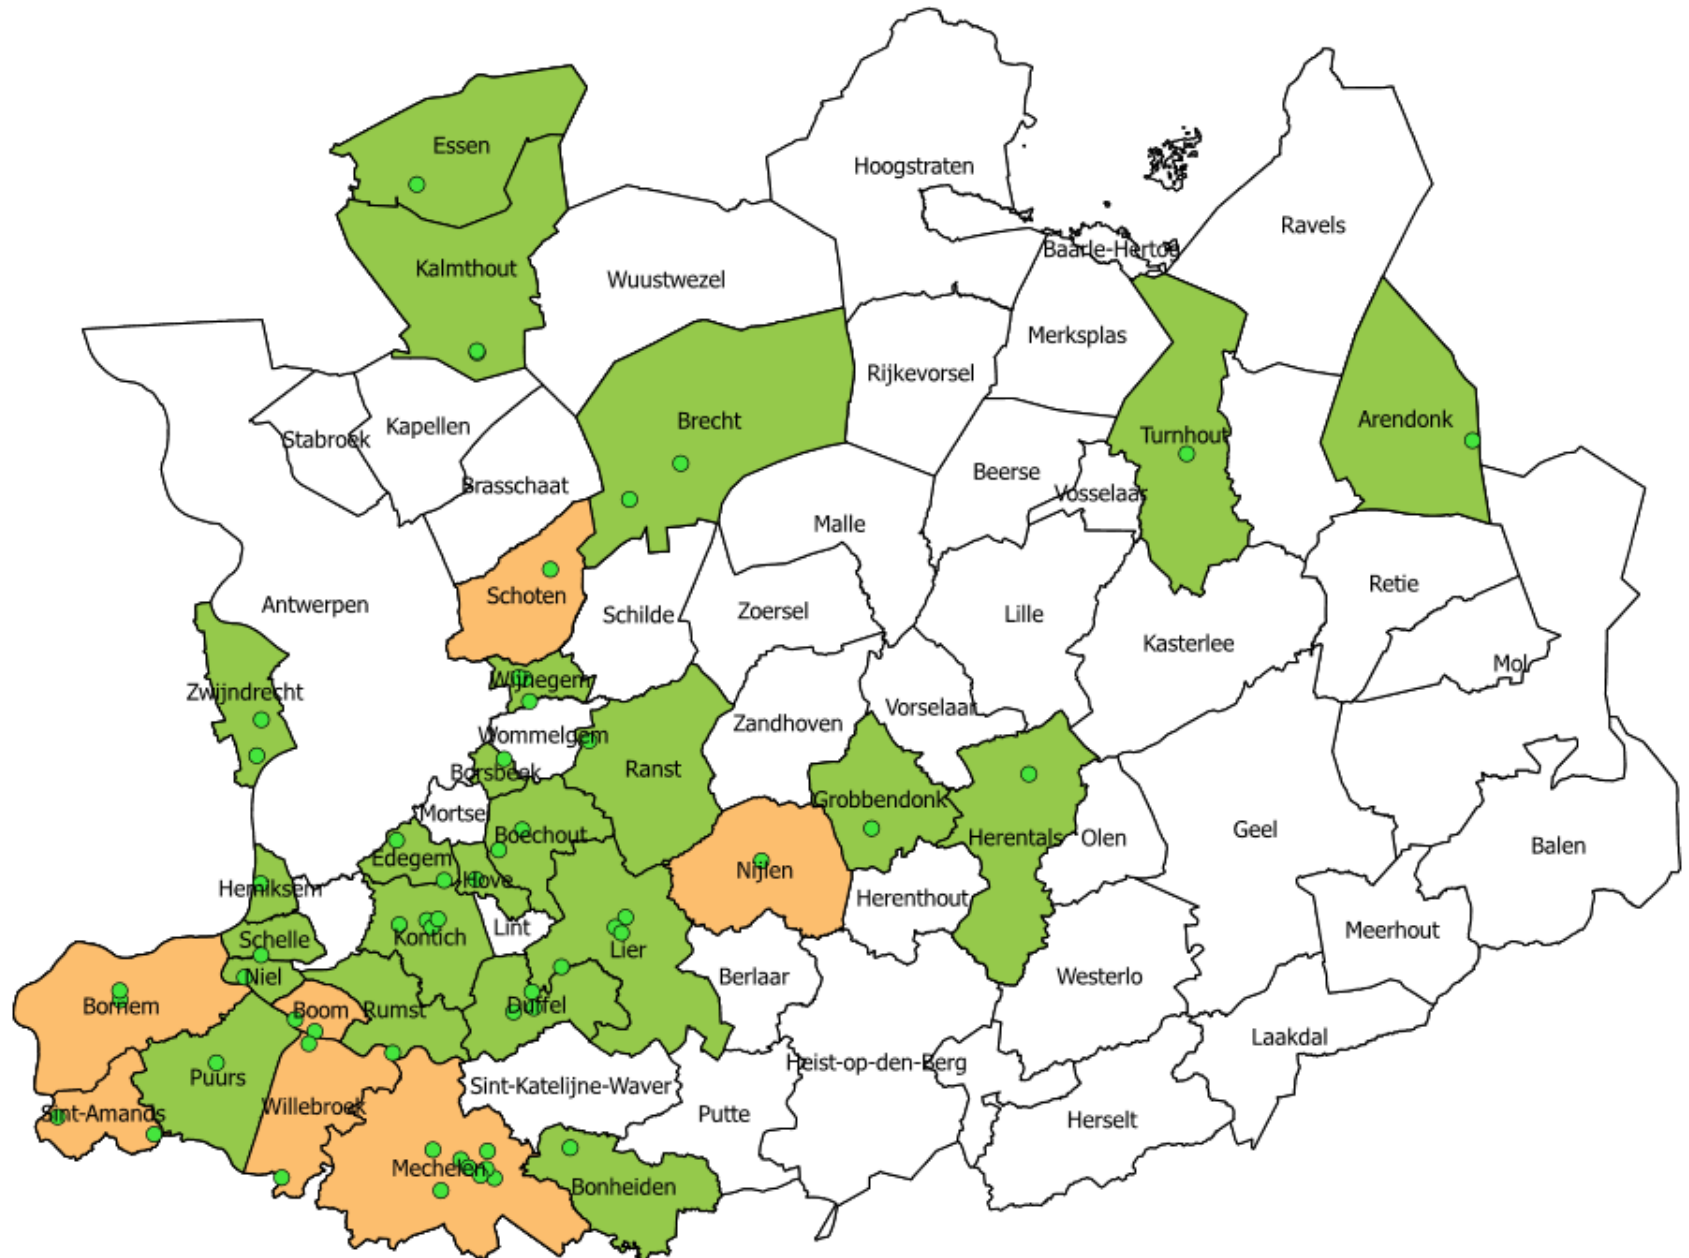 Essen
Hoogstraten
Ravels
Baarle-Hertog
Kalmthout
Wuustwezel
Merksplas
Rijkevorsel
Brecht
Arendonk
Kapellen
Stabroek
Turnhout
Beerse
Brasschaat
Vosselaar
Malle
Retie
Schoten
Antwerpen
Schilde
Zoersel
Lille
Kasterlee
Mol
Wijnegem
Zwijndrecht
Vorselaar
Zandhoven
Wommelgem
Ranst
Borsbeek
Grobbendonk
Mortsel
Geel
Boechout
Herentals
Olen
Balen
Edegem
Nijlen
Hove
Hemiksem
Herenthout
Lint
Meerhout
Kontich
Schelle
Lier
Niel
Berlaar
Westerlo
Bornem
Duffel
Boom
Rumst
Laakdal
Heist-op-den-Berg
Puurs
Sint-Katelijne-Waver
Willebroek
Sint-Amands
Putte
Herselt
Mechelen
Bonheiden